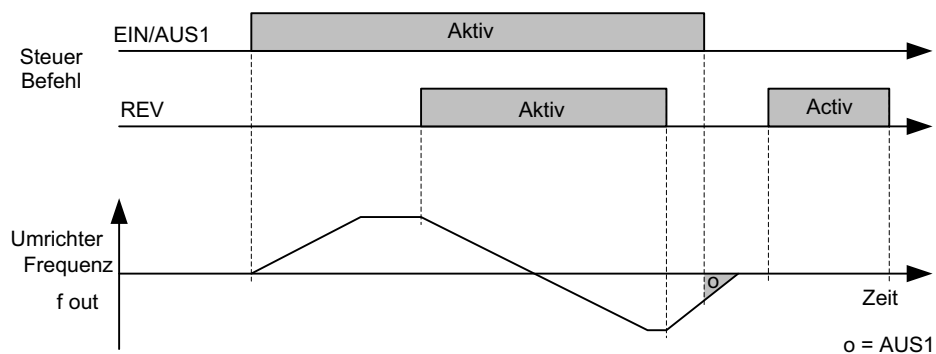 EIN/AUS1
Aktiv
Steuer
Befehl
REV
Aktiv
Activ
Umrichter
Frequenz
f out
o
Zeit
o = AUS1